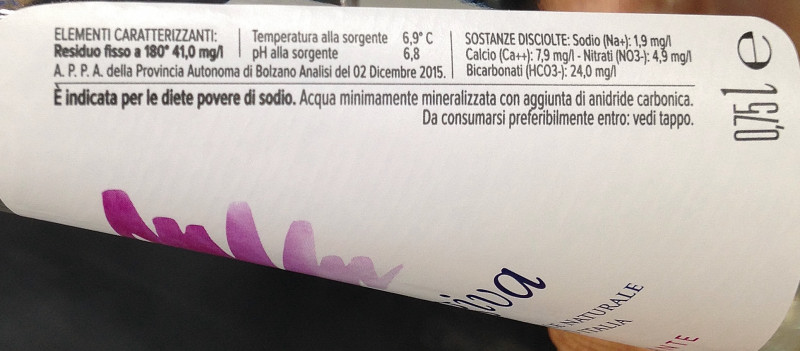 ELEMENTI CARATTERIZZANTI:
Residuo fisso a 180° 41,0 mg/l
Temperatura alla sorgente 6,9° C
pH alla sorgente 6,8
A. P. P. A. della Provincia Autonoma di Bolzano Analisi del 02 Dicembre 2015.
SOSTANZE DISCIOLTE: Sodio (Na+): 1,9 mg/l
Calcio (Ca++): 7,9 mg/l - Nitrati (NO3-): 4,9 mg/l
Bicarbonati (HCO3-): 24,0 mg/l
È indicata per le diete povere di sodio. Acqua minimamente mineralizzata con aggiunta di anidride carbonica.
Da consumarsi preferibilmente entro: vedi tappo.
0,75 l e
iva
E NATURALE
ITALIA
NTE